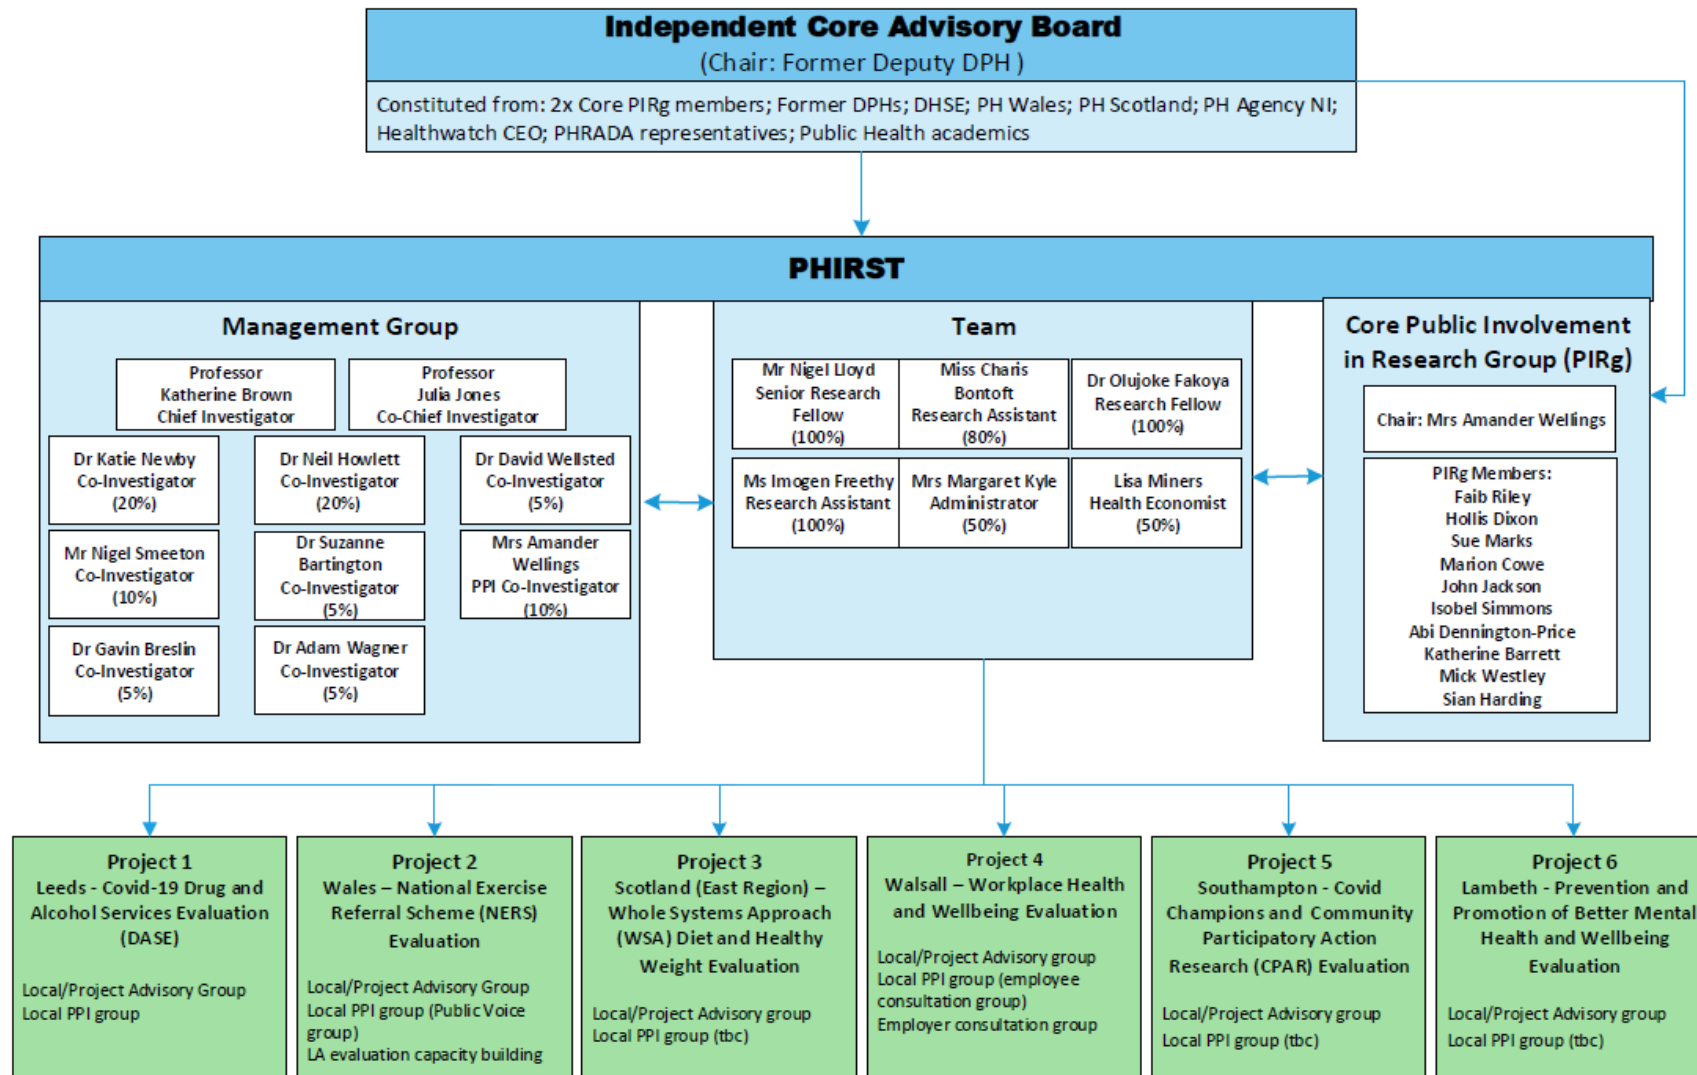 Independent Core Advisory Board
(Chair: Former Deputy DPH )
Constituted from: 2x Core PIRg members; Former DPHs; DHSE; PH Wales; PH Scotland; PH Agency NI;
Healthwatch CEO; PHRADA representatives; Public Health academics
PHIRST
Management Group
Professor
Katherine Brown
Chief Investigator
Professor
Julia Jones
Co-Chief Investigator
Dr Katie Newby
Co-Investigator
(20%)
Dr Neil Howlett
Co-Investigator
(20%)
Dr David Wellsted
Co-Investigator
(5%)
Mr Nigel Smeeton
Co-Investigator
(10%)
Dr Suzanne
Bartington
Co-Investigator
(5%)
Mrs Amander
Wellings
PPI Co-Investigator
(10%)
Dr Gavin Breslin
Co-Investigator
(5%)
Dr Adam Wagner
Co-Investigator
(5%)
Team
Mr Nigel Lloyd
Senior Research
Fellow
(100%)
Miss Charis
Bontoft
Research Assistant
(80%)
Dr Olujoke Fakoya
Research Fellow
(100%)
Ms Imogen Freethy
Research Assistant
(100%)
Mrs Margaret Kyle
Administrator
(50%)
Lisa Miners
Health Economist
(50%)
Core Public Involvement
in Research Group (PIRg)
Chair: Mrs Amander Wellings
PIRg Members:
Faib Riley
Hollis Dixon
Sue Marks
Marion Cowe
John Jackson
Isobel Simmons
Abi Dennington-Price
Katherine Barrett
Mick Westley
Sian Harding
Project 1
Leeds - Covid-19 Drug and
Alcohol Services Evaluation
(DASE)
Local/Project Advisory Group
Local PPI group
Project 2
Wales – National Exercise
Referral Scheme (NERS)
Evaluation
Local/Project Advisory Group
Local PPI group (Public Voice
group)
LA evaluation capacity building
Project 3
Scotland (East Region) –
Whole Systems Approach
(WSA) Diet and Healthy
Weight Evaluation
Local/Project Advisory group
Local PPI group (tbc)
Project 4
Walsall – Workplace Health
and Wellbeing Evaluation
Local/Project Advisory group
Local PPI group (employee
consultation group)
Employer consultation group
Project 5
Southampton - Covid
Champions and Community
Participatory Action
Research (CPAR) Evaluation
Local/Project Advisory group
Local PPI group (tbc)
Project 6
Lambeth - Prevention and
Promotion of Better Mental
Health and Wellbeing
Evaluation
Local/Project Advisory group
Local PPI group (tbc)